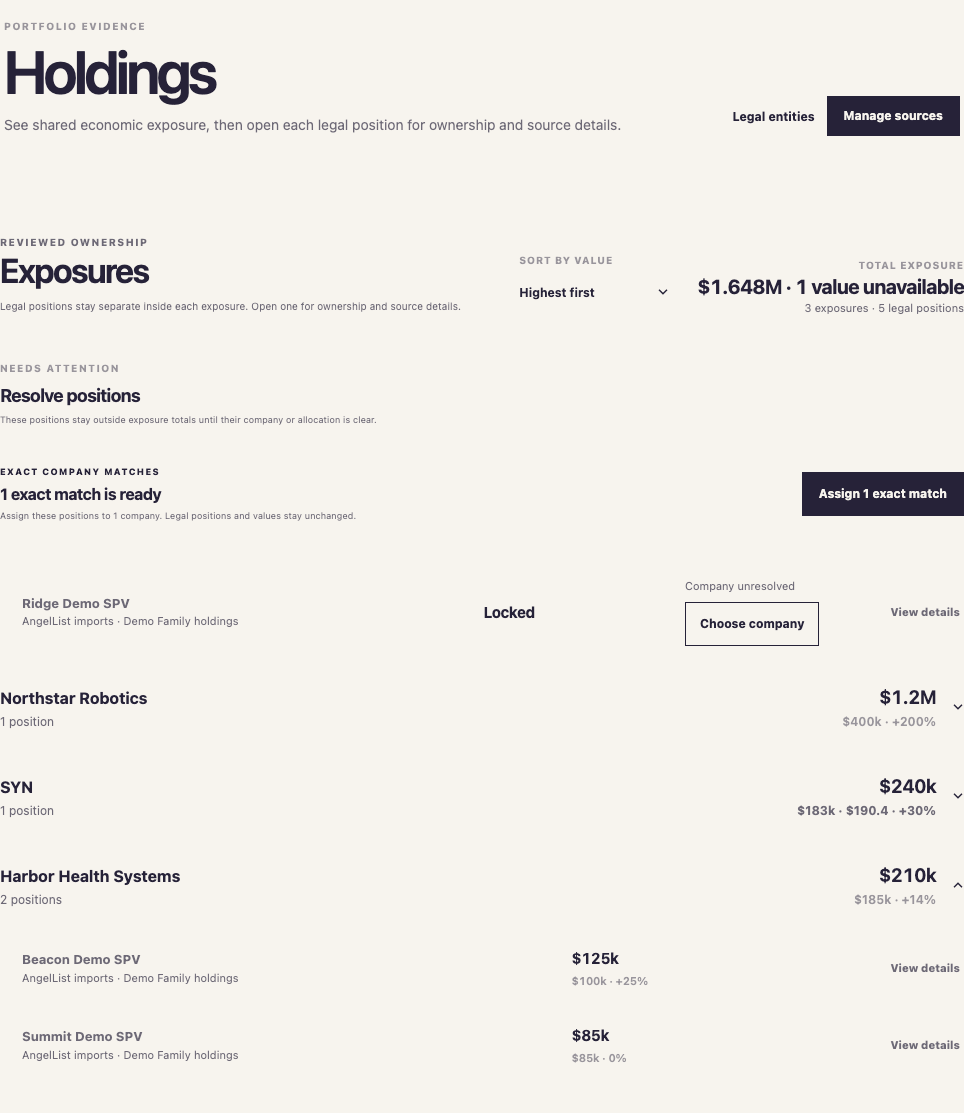 PORTFOLIO EVIDENCE
Holdings
See shared economic exposure, then open each legal position for ownership and source details.
Legal entities
Manage sources
REVIEWED OWNERSHIP
Exposures
Legal positions stay separate inside each exposure. Open one for ownership and source details.
SORT BY VALUE
Highest first
TOTAL EXPOSURE
$1.648M · 1 value unavailable
3 exposures · 5 legal positions
NEEDS ATTENTION
Resolve positions
These positions stay outside exposure totals until their company or allocation is clear.
EXACT COMPANY MATCHES
1 exact match is ready
Assign these positions to 1 company. Legal positions and values stay unchanged.
Assign 1 exact match
Ridge Demo SPV
AngelList imports · Demo Family holdings
Locked
Company unresolved
Choose company
View details
Northstar Robotics
1 position
$1.2M
$400k · +200%
SYN
1 position
$240k
$183k · $190.4 · +30%
Harbor Health Systems
2 positions
$210k
$185k · +14%
Beacon Demo SPV
AngelList imports · Demo Family holdings
$125k
$100k · +25%
View details
Summit Demo SPV
AngelList imports · Demo Family holdings
$85k
$85k · 0%
View details